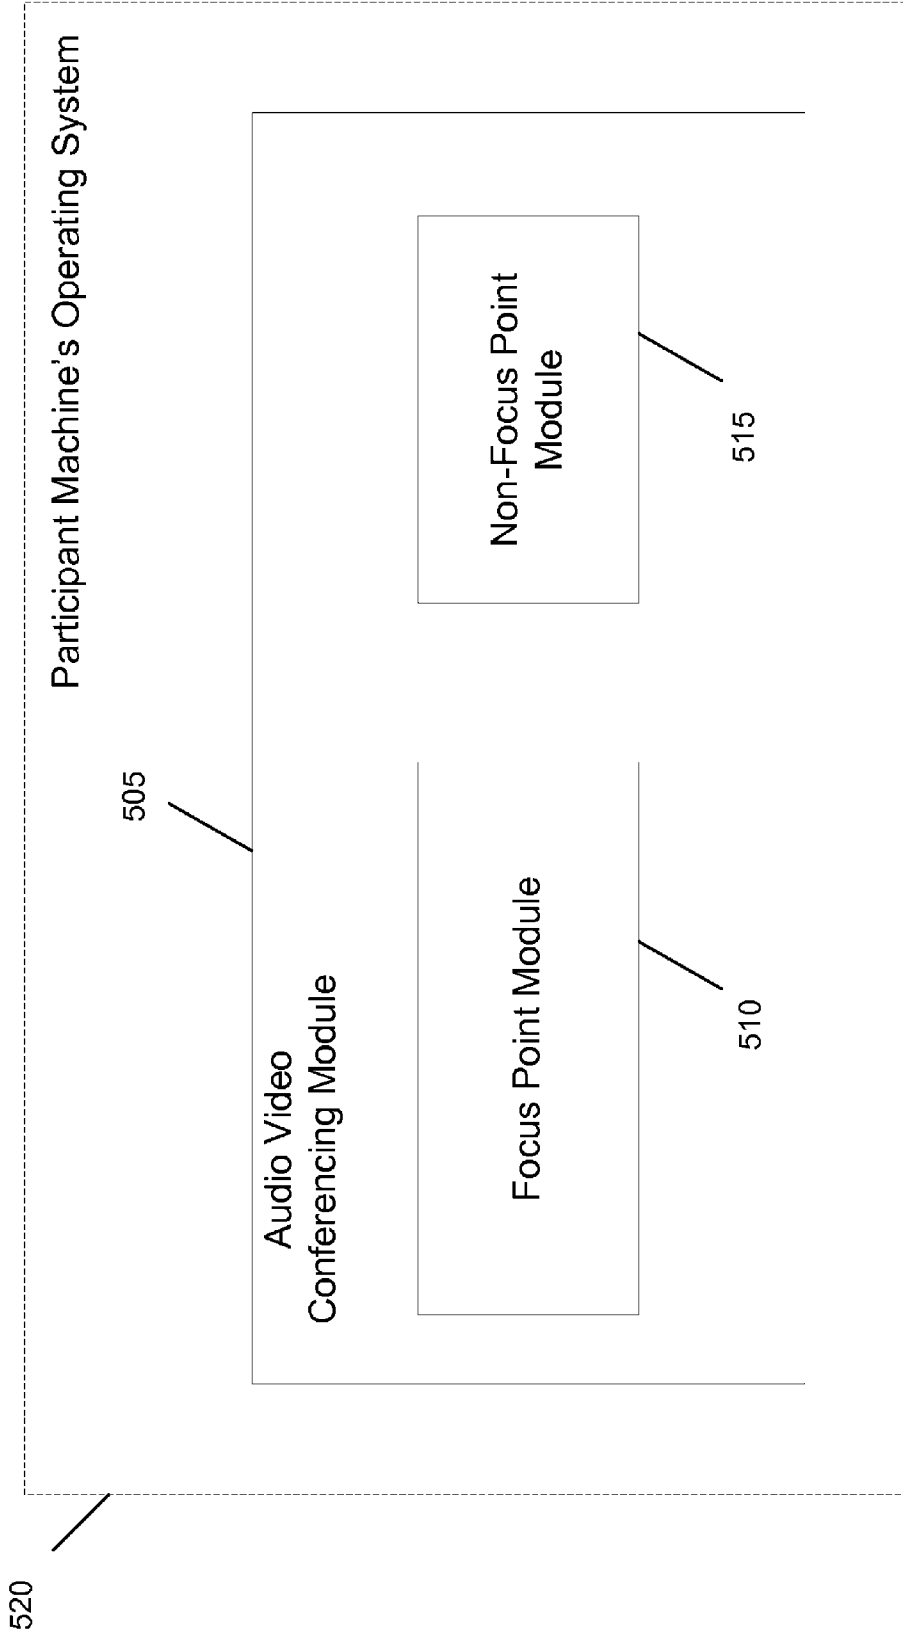 520
Participant Machine's Operating System
505
Audio Video
Conferencing Module
Focus Point Module
510
Non-Focus Point
Module
515